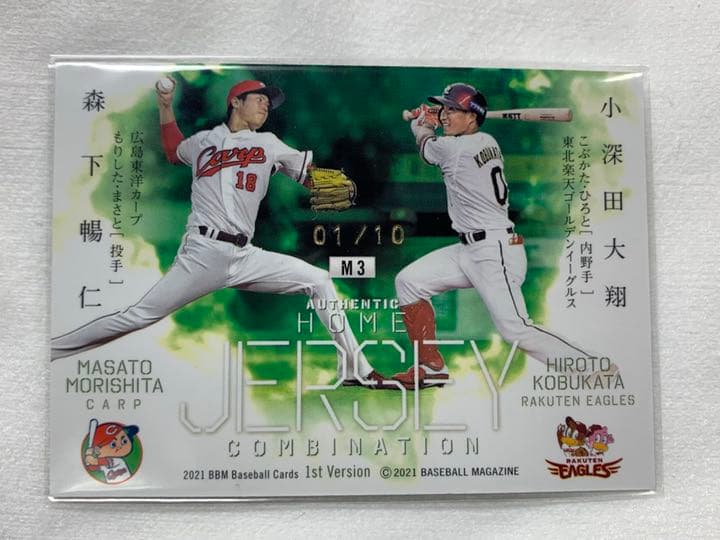 森下暢仁
広島東洋カープ
もりした・まさと［投手］
Carp
18
小深田大翔
こぶかた・ひろと［内野手］
東北楽天ゴールデンイーグルス
0
01/10
M3
AUTHENTIC
HOME
JERSEY
COMBINATION
MASATO
MORISHITA
CARP
HIROTO
KOBUKATA
RAKUTEN EAGLES
Carp
RAKUTEN
EAGLES
2021 BBM Baseball Cards 1st Version ©2021 BASEBALL MAGAZINE